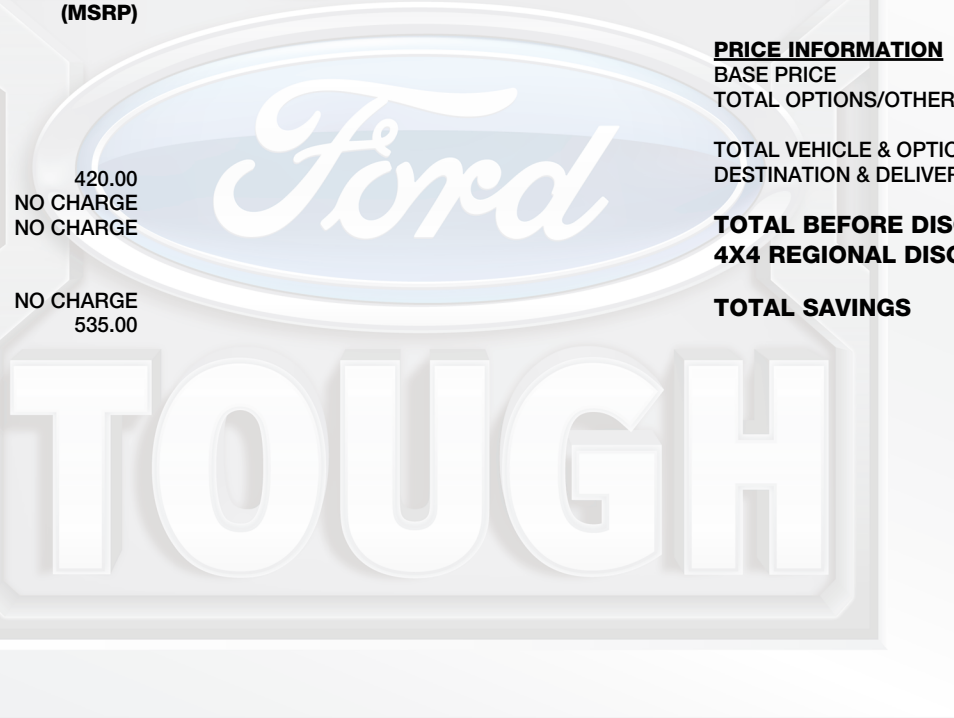 (MSRP)
420.00
NO CHARGE
NO CHARGE
NO CHARGE
535.00
PRICE INFORMATION
BASE PRICE
TOTAL OPTIONS/OTHER
TOTAL VEHICLE & OPTIO
DESTINATION & DELIVER
TOTAL BEFORE DISC
4X4 REGIONAL DISC
TOTAL SAVINGS
Ford
TOUGH